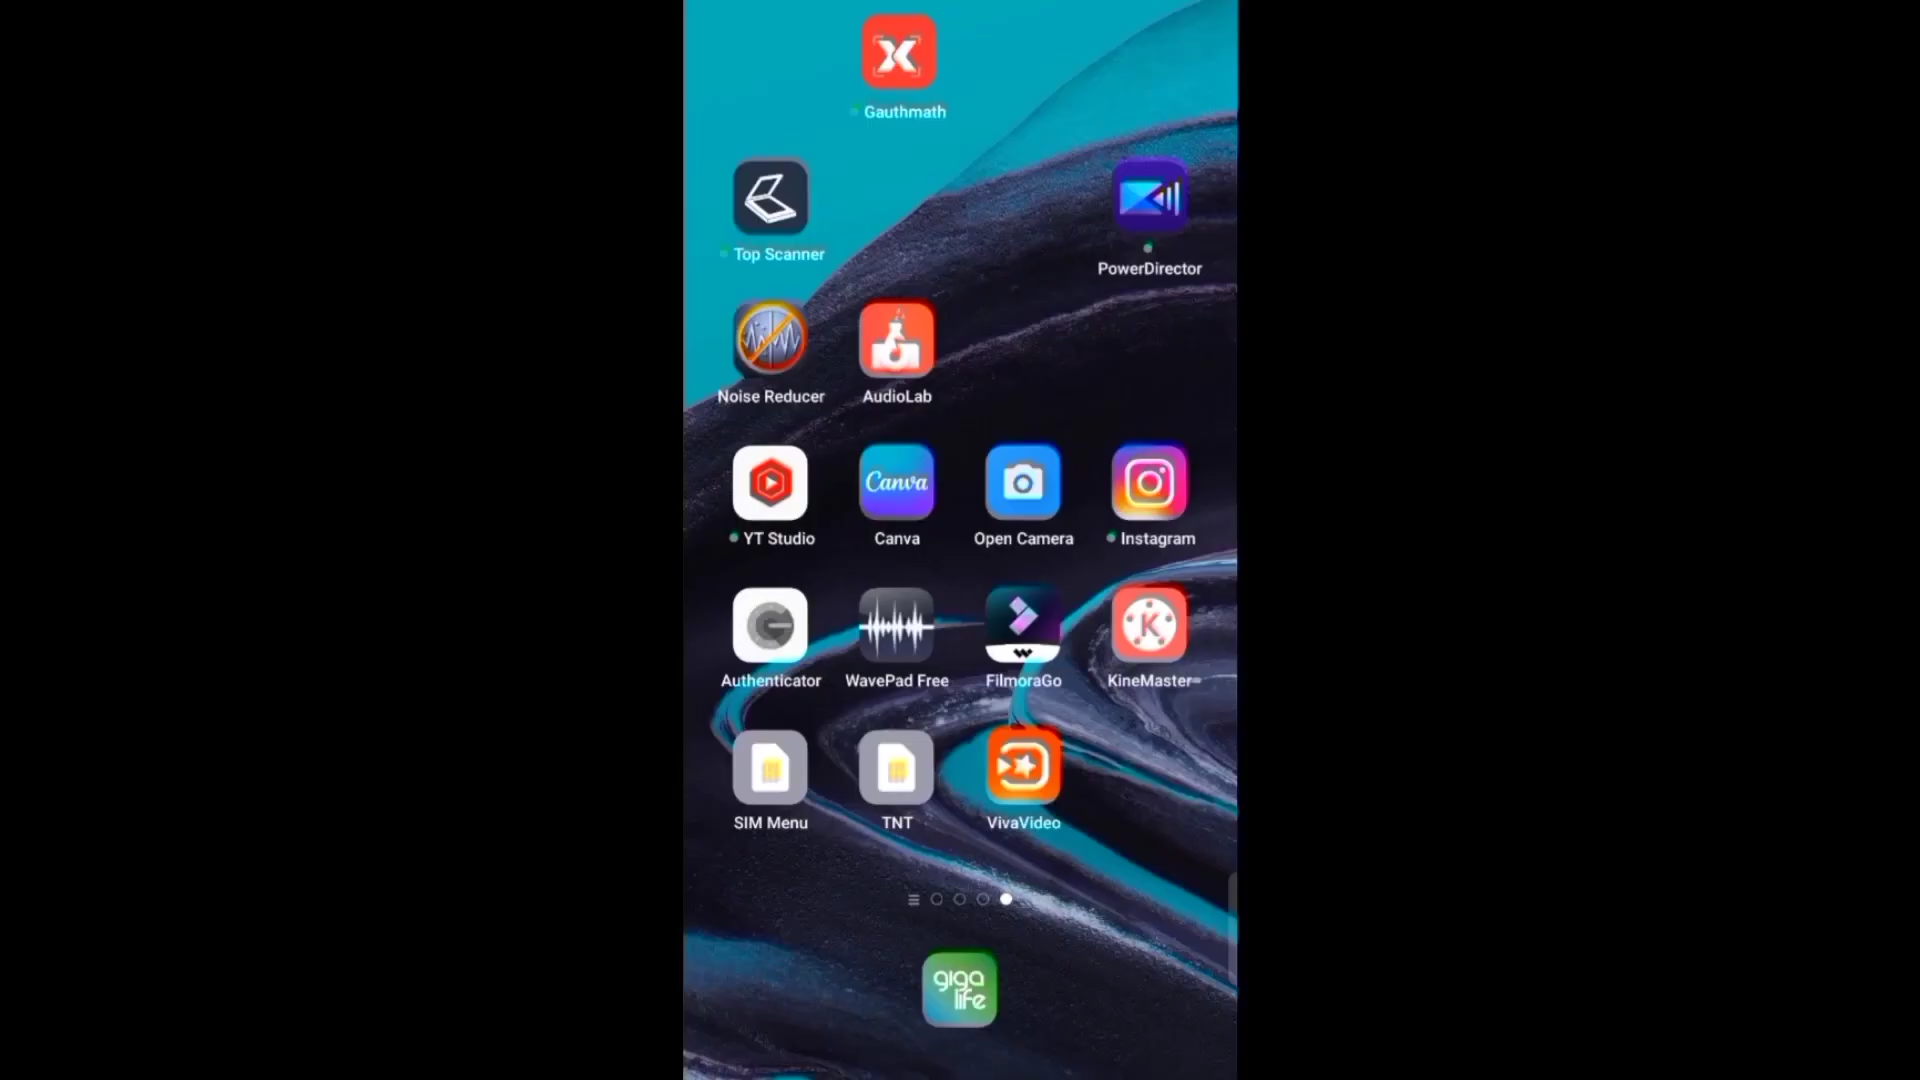 Gauthmath
Top Scanner
PowerDirector
Noise Reducer
AudioLab
Canva
YT Studio
Canva
Open Camera
Instagram
K
Authenticator
WavePad Free
FilmoraGo
KineMaster
SIM Menu
TNT
VivaVideo
giga
life